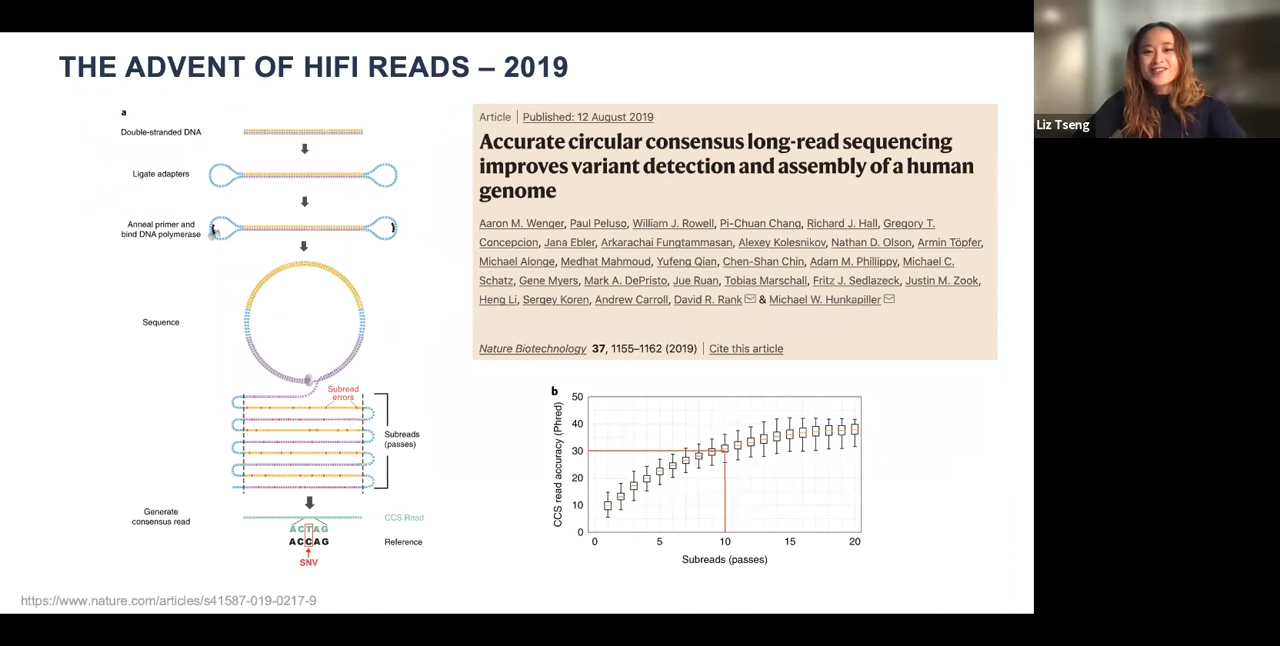 THE ADVENT OF HIFI READS – 2019
a
Double-stranded DNA
Ligate adapters
Anneal primer and
bind DNA polymerase
Sequence
Subread
errors
Subreads
(passes)
Generate
consensus read
CCS Read
ACTAG
ACCAG
Reference
SNV
Article | Published: 12 August 2019
Accurate circular consensus long-read sequencing
improves variant detection and assembly of a human
genome
Aaron M. Wenger, Paul Peluso, William J. Rowell, Pi-Chuan Chang, Richard J. Hall, Gregory T.
Concepcion, Jana Ebler, Arkarachai Fungtammasan, Alexey Kolesnikov, Nathan D. Olson, Armin Töpfer,
Michael Alonge, Medhat Mahmoud, Yufeng Qian, Chen-Shan Chin, Adam M. Phillippy, Michael C.
Schatz, Gene Myers, Mark A. DePristo, Jue Ruan, Tobias Marschall, Fritz J. Sedlazeck, Justin M. Zook,
Heng Li, Sergey Koren, Andrew Carroll, David R. Rank & Michael W. Hunkapiller
Nature Biotechnology 37, 1155–1162 (2019) | Cite this article
b
CCS read accuracy (Phred)
50
40
30
20
10
0
0 5 10 15 20
Subreads (passes)
https://www.nature.com/articles/s41587-019-0217-9
Liz Tseng